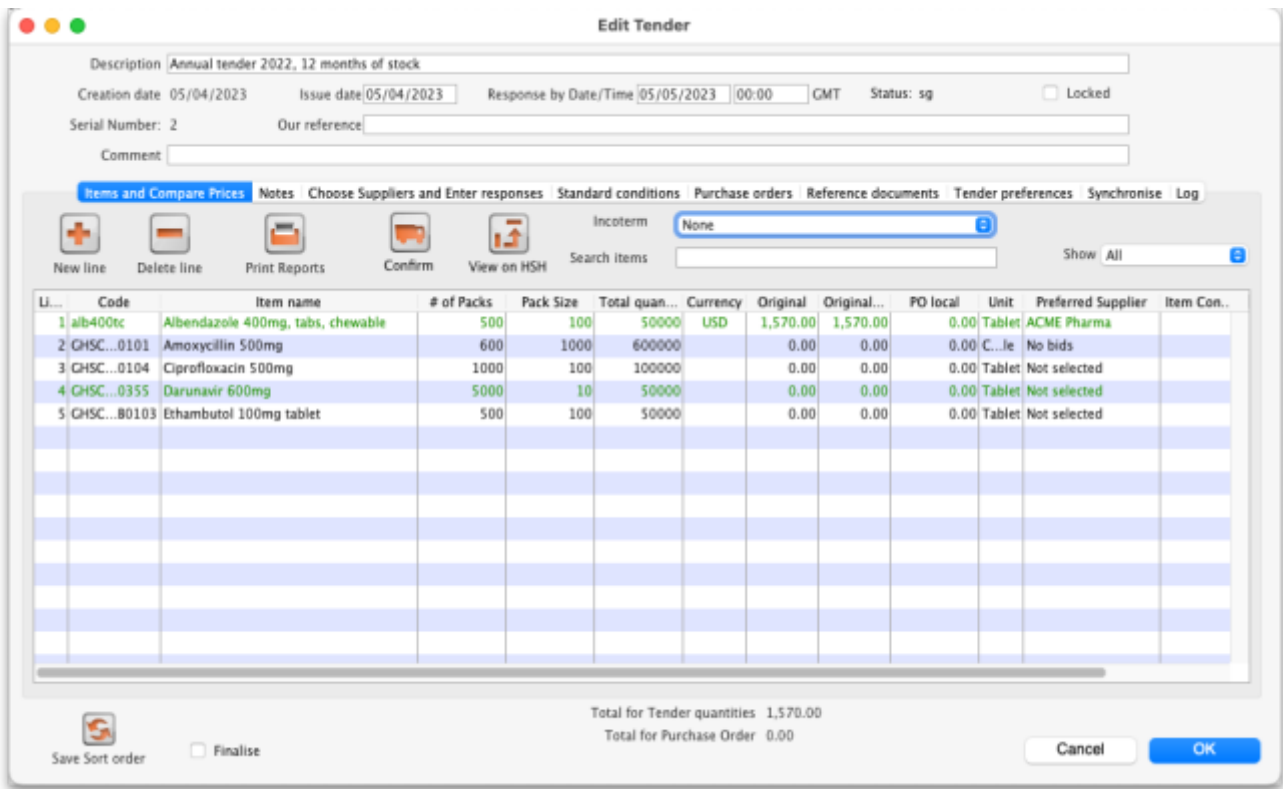 Edit Tender
Description Annual tender 2022, 12 months of stock
Creation date 05/04/2023 Issue date 05/04/2023 Response by Date/Time 05/05/2023 00:00 GMT Status: sg Locked
Serial Number: 2 Our reference
Comment
Items and Compare Prices Notes Choose Suppliers and Enter responses Standard conditions Purchase orders Reference documents Tender preferences Synchronise Log
New line Delete line Print Reports Confirm View on HSH
Incoterm None
Search items Show All
Li... Code Item name # of Packs Pack Size Total quan... Currency Original Original... PO local Unit Preferred Supplier Item Con..
1 alb400tc Albendazole 400mg, tabs, chewable 500 100 50000 USD 1,570.00 1,570.00 0.00 Tablet ACME Pharma
2 GHSC...0101 Amoxycillin 500mg 600 1000 600000 0.00 0.00 0.00 C...le No bids
3 GHSC...0104 Ciprofloxacin 500mg 1000 100 100000 0.00 0.00 0.00 Tablet Not selected
4 GHSC...0355 Darunavir 600mg 5000 10 50000 0.00 0.00 0.00 Tablet Not selected
5 GHSC...80103 Ethambutol 100mg tablet 500 100 50000 0.00 0.00 0.00 Tablet Not selected
Total for Tender quantities 1,570.00
Total for Purchase Order 0.00
Save Sort order Finalise Cancel OK